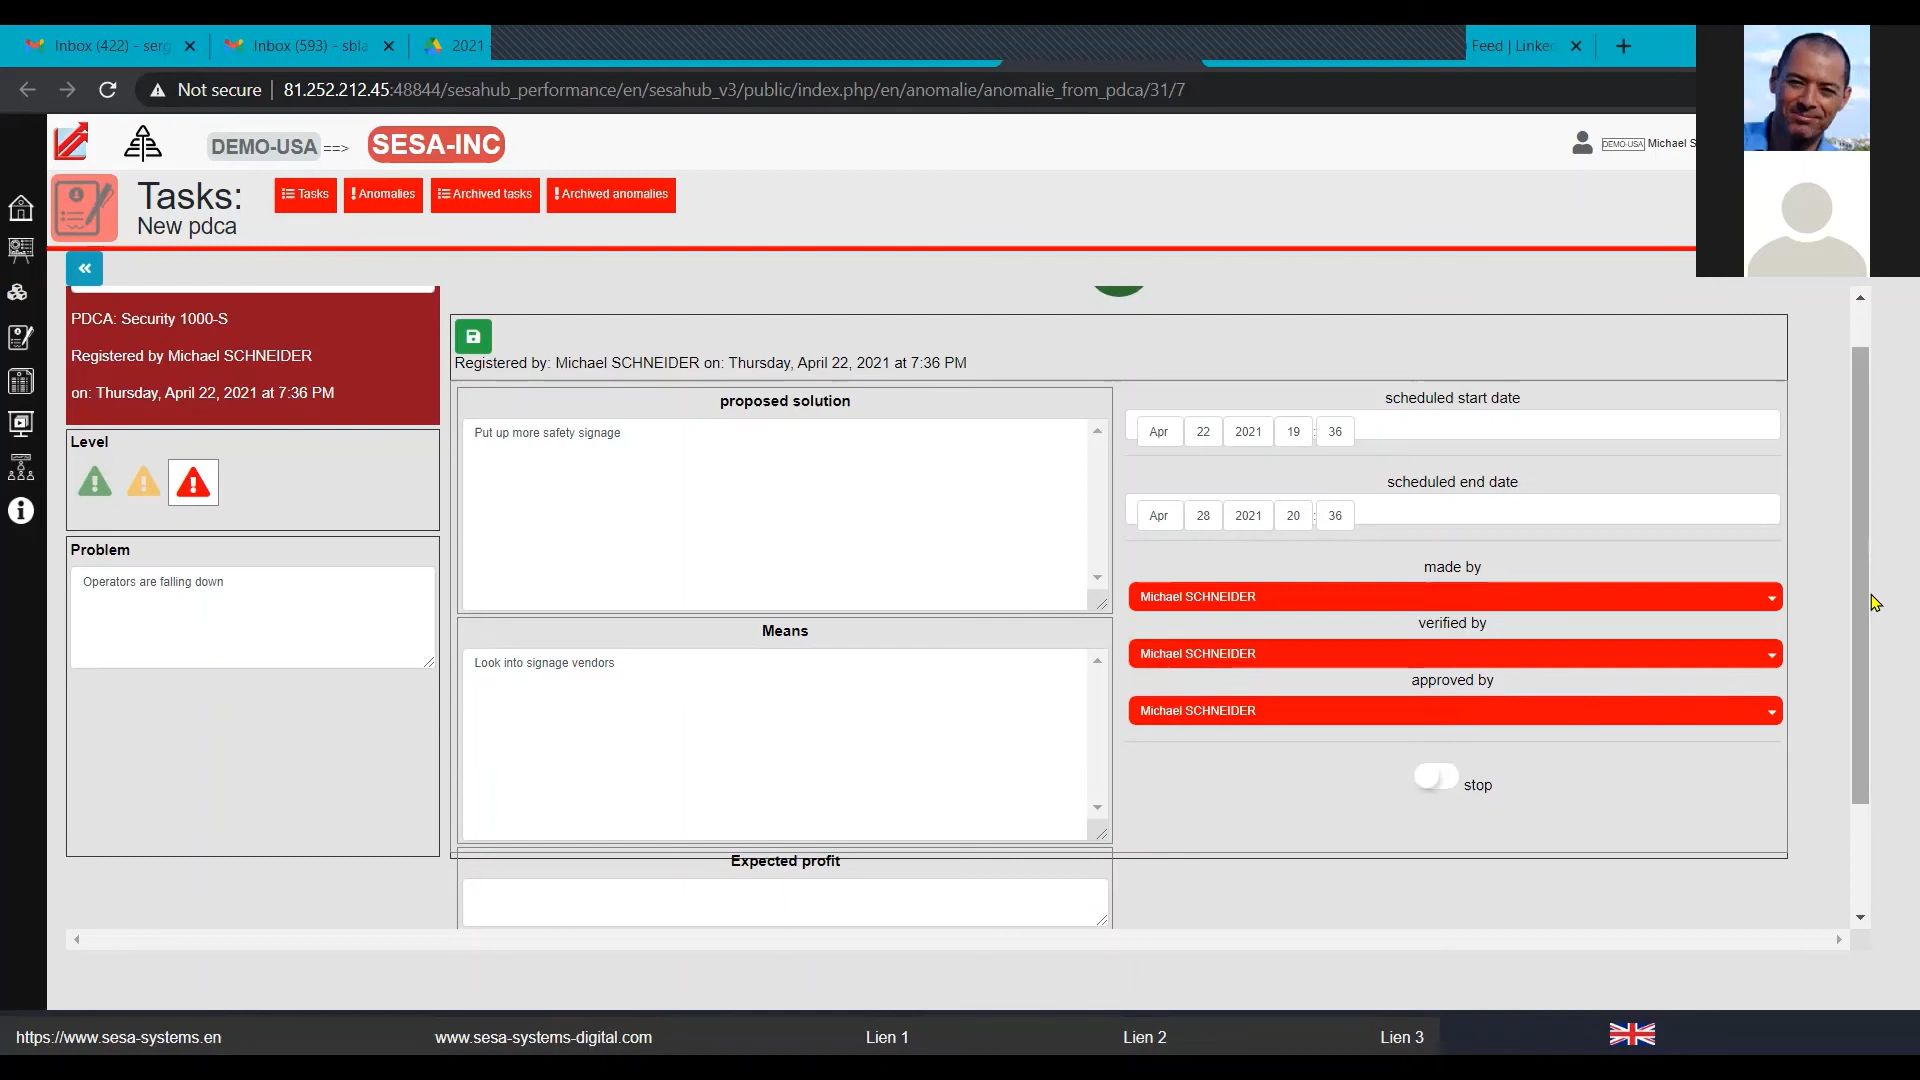 Inbox (422) - serg
Inbox (593) - sbla
2021
Feed | Linke
Not secure
81.252.212.45:48844/sesahub_performance/en/sesahub_v3/public/index.php/en/anomalie/anomalie_from_pdca/31/7
DEMO-USA ==> SESA-INC
DEMO-USA Michael S
Tasks:
New pdca
Tasks
Anomalies
Archived tasks
Archived anomalies
PDCA: Security 1000-S
Registered by Michael SCHNEIDER
on: Thursday, April 22, 2021 at 7:36 PM
Level
Problem
Operators are falling down
Registered by: Michael SCHNEIDER on: Thursday, April 22, 2021 at 7:36 PM
proposed solution
Put up more safety signage
Means
Look into signage vendors
Expected profit
scheduled start date
Apr 22 2021 19 : 36
scheduled end date
Apr 28 2021 20 : 36
made by
Michael SCHNEIDER
verified by
Michael SCHNEIDER
approved by
Michael SCHNEIDER
stop
https://www.sesa-systems.en
www.sesa-systems-digital.com
Lien 1
Lien 2
Lien 3